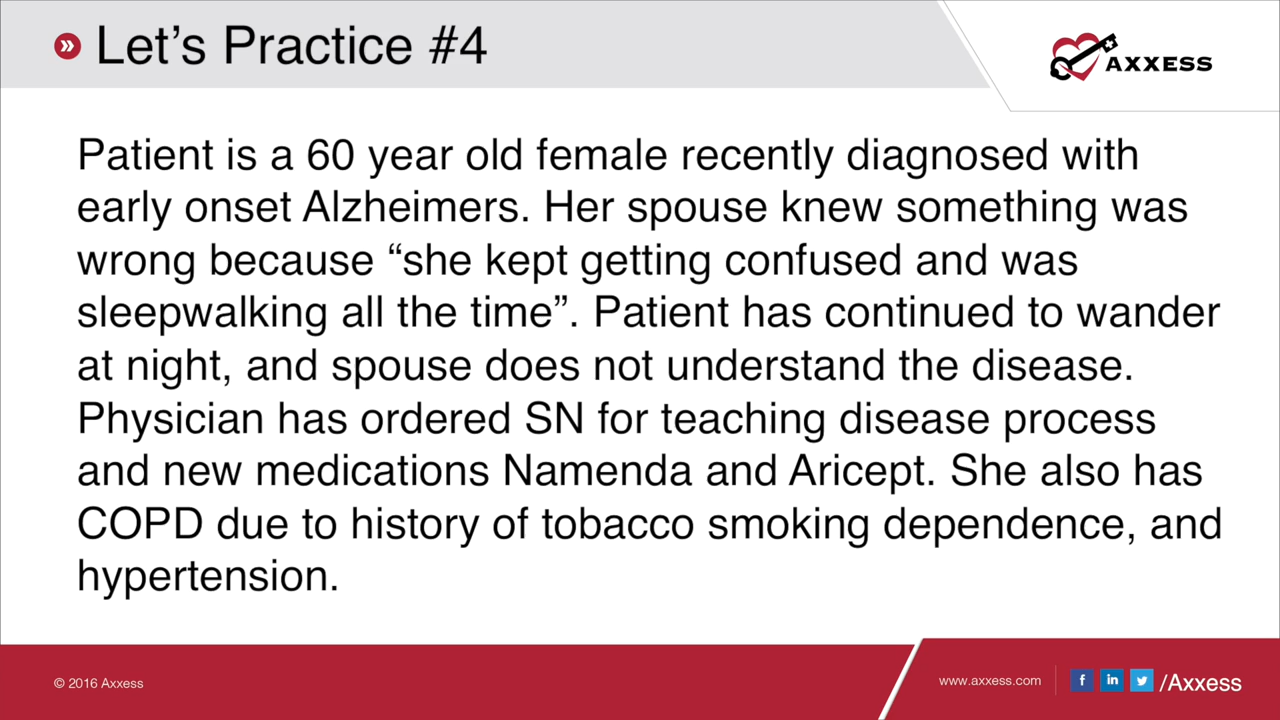 Let's Practice #4
AXXESS
Patient is a 60 year old female recently diagnosed with
early onset Alzheimers. Her spouse knew something was
wrong because “she kept getting confused and was
sleepwalking all the time”. Patient has continued to wander
at night, and spouse does not understand the disease.
Physician has ordered SN for teaching disease process
and new medications Namenda and Aricept. She also has
COPD due to history of tobacco smoking dependence, and
hypertension.
© 2016 Axxess
www.axxess.com
/Axxess